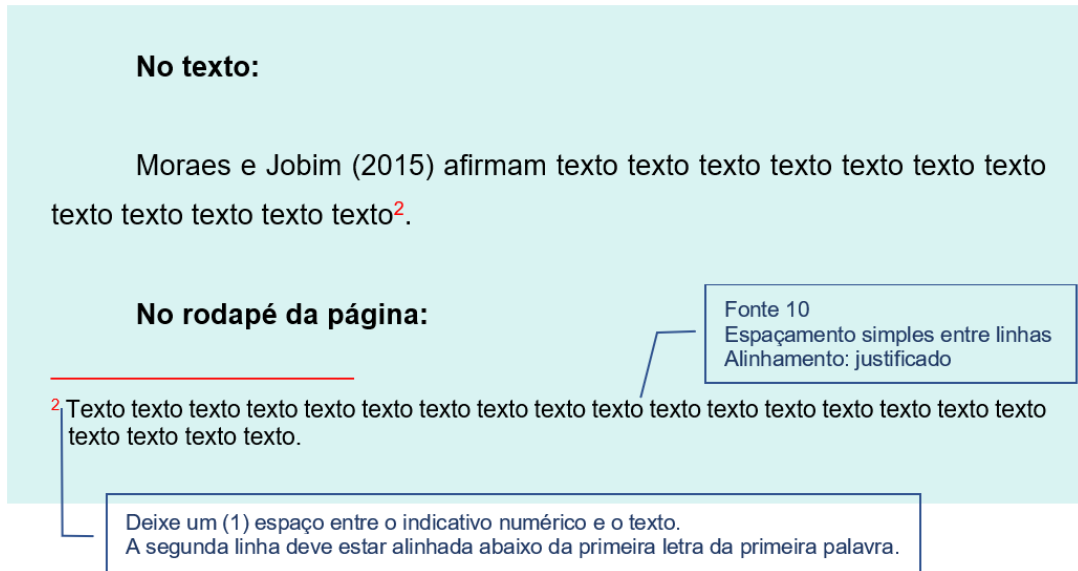 No texto:
Moraes e Jobim (2015) afirmam texto texto texto texto texto texto texto
texto texto texto texto texto².
No rodapé da página:
Fonte 10
Espaçamento simples entre linhas
Alinhamento: justificado
² Texto texto texto texto texto texto texto texto texto texto texto texto texto texto texto texto texto
texto texto texto texto.
Deixe um (1) espaço entre o indicativo numérico e o texto.
A segunda linha deve estar alinhada abaixo da primeira letra da primeira palavra.